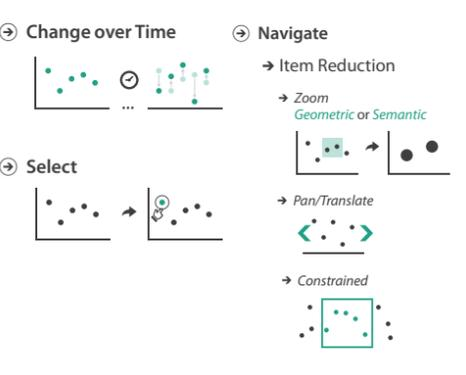 Change over Time
...
Select
Navigate
Item Reduction
Zoom
Geometric or Semantic
Pan/Translate
Constrained